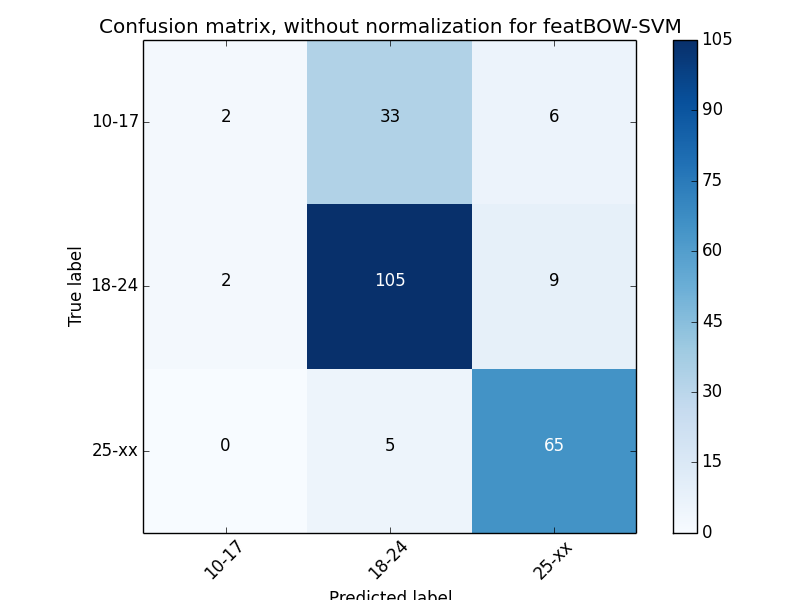 Confusion matrix, without normalization for featBOW-SVM
True label
10-17 2 33 6
18-24 2 105 9
25-xx 0 5 65
10-17 18-24 25-xx
Predicted label
105
90
75
60
45
30
15
0